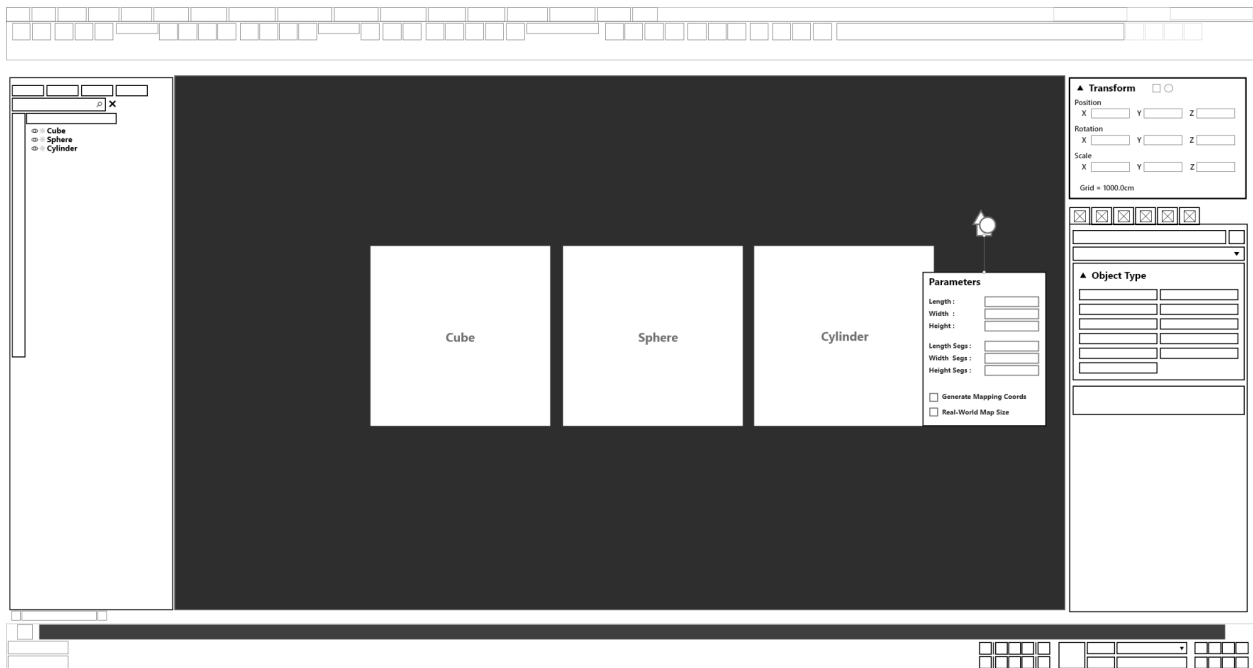 Cube
Sphere
Cylinder
Cube
Sphere
Cylinder
Parameters
Length :
Width :
Height :
Length Segs :
Width Segs :
Height Segs :
Generate Mapping Coords
Real-World Map Size
Transform
Position
X Y Z
Rotation
X Y Z
Scale
X Y Z
Grid = 1000.0cm
Object Type